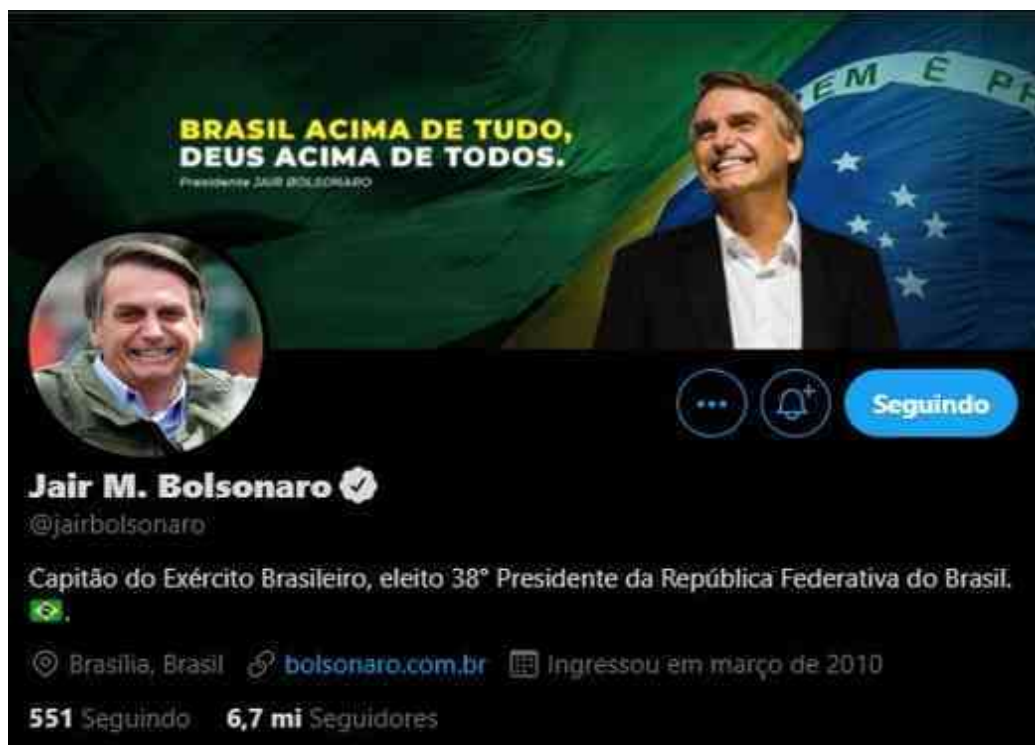 EM E PR
BRASIL ACIMA DE TUDO,
DEUS ACIMA DE TODOS.
Presidente JAIR BOLSONARO
Seguindo
Jair M. Bolsonaro
@jairbolsonaro
Capitão do Exército Brasileiro, eleito 38° Presidente da República Federativa do Brasil.
.
Brasília, Brasil bolsonaro.com.br Ingressou em março de 2010
551 Seguindo 6,7 mi Seguidores